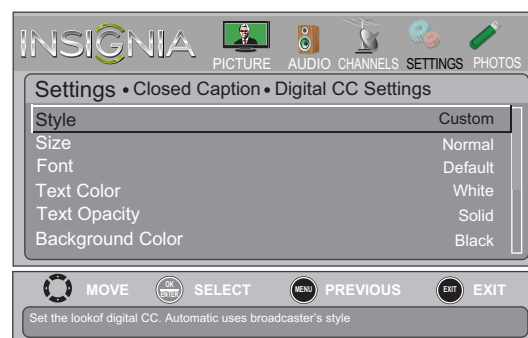 INSIGNIA
PICTURE AUDIO CHANNELS SETTINGS PHOTOS
Settings • Closed Caption • Digital CC Settings
Style Custom
Size Normal
Font Default
Text Color White
Text Opacity Solid
Background Color Black
MOVE OK ENTER SELECT MENU PREVIOUS EXIT EXIT
Set the lookof digital CC. Automatic uses broadcaster's style